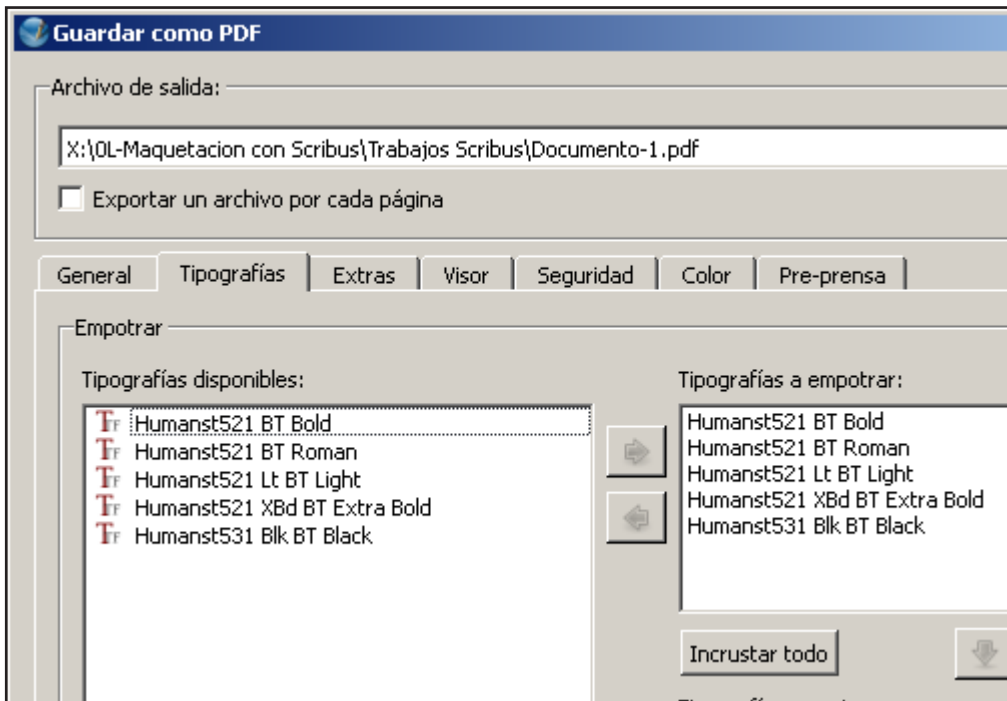 Guardar como PDF
Archivo de salida:
X:\0L-Maquetacion con Scribus\Trabajos Scribus\Documento-1.pdf
Exportar un archivo por cada página
General Tipografías Extras Visor Seguridad Color Pre-prensa
Empotrar
Tipografías disponibles:
Humanst521 BT Bold
Humanst521 BT Roman
Humanst521 Lt BT Light
Humanst521 XBd BT Extra Bold
Humanst531 Blk BT Black
Tipografías a empotrar:
Humanst521 BT Bold
Humanst521 BT Roman
Humanst521 Lt BT Light
Humanst521 XBd BT Extra Bold
Humanst531 Blk BT Black
Incrustar todo